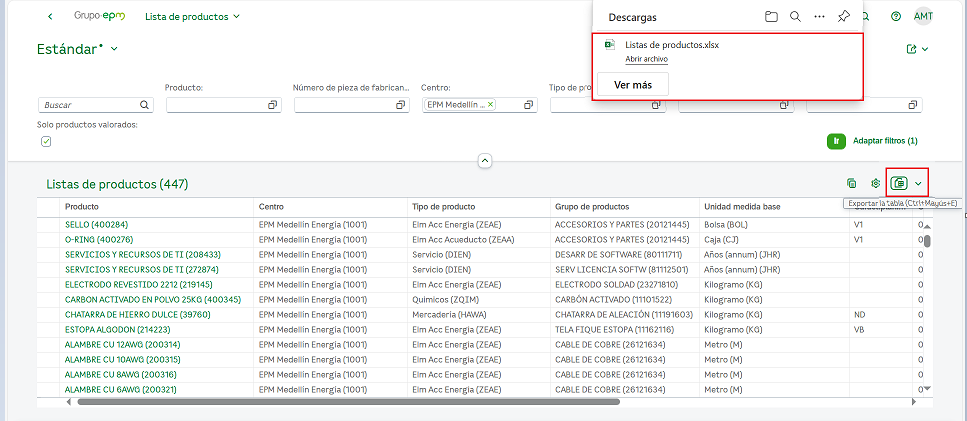 Grupo·epm
Lista de productos
Descargas
AMT
Estándar*
Listas de productos.xlsx
Abrir archivo
Ver más
Producto:
Número de pieza de fabrican...
Centro:
Tipo de pro
Buscar
EPM Medellín ...
Solo productos valorados:
Ir
Adaptar filtros (1)
Listas de productos (447)
Exportar la tabla (Ctrl+Mayús+E)
Producto Centro Tipo de producto Grupo de productos Unidad medida base
SELLO (400284) EPM Medellín Energía (1001) Elm Acc Energía (ZEAE) ACCESORIOS Y PARTES (20121445) Bolsa (BOL) V1 0
O-RING (400276) EPM Medellín Energía (1001) Elm Acc Acueducto (ZEAA) ACCESORIOS Y PARTES (20121445) Caja (CJ) V1 0
SERVICIOS Y RECURSOS DE TI (208433) EPM Medellín Energía (1001) Servicio (DIEN) DESARR DE SOFTWARE (80111711) Años (annum) (JHR) 0
SERVICIOS Y RECURSOS DE TI (272874) EPM Medellín Energía (1001) Servicio (DIEN) SERV LICENCIA SOFTW (81112501) Años (annum) (JHR) 0
ELECTRODO REVESTIDO 2212 (219145) EPM Medellín Energía (1001) Elm Acc Energía (ZEAE) ELECTRODO SOLDAD (23271810) Kilogramo (KG) 0
CARBON ACTIVADO EN POLVO 25KG (400345) EPM Medellín Energía (1001) Químicos (ZQIM) CARBÓN ACTIVADO (11101522) Kilogramo (KG) 0
CHATARRA DE HIERRO DULCE (39760) EPM Medellín Energía (1001) Mercadería (HAWA) CHATARRA DE ALEACIÓN (11191603) Kilogramo (KG) ND 0
ESTOPA ALGODON (214223) EPM Medellín Energía (1001) Elm Acc Energía (ZEAE) TELA FIQUE ESTOPA (11162116) Kilogramo (KG) VB 0
ALAMBRE CU 12AWG (200314) EPM Medellín Energía (1001) Elm Acc Energía (ZEAE) CABLE DE COBRE (26121634) Metro (M) 0
ALAMBRE CU 10AWG (200315) EPM Medellín Energía (1001) Elm Acc Energía (ZEAE) CABLE DE COBRE (26121634) Metro (M) 0
ALAMBRE CU 8AWG (200316) EPM Medellín Energía (1001) Elm Acc Energía (ZEAE) CABLE DE COBRE (26121634) Metro (M) 0
ALAMBRE CU 6AWG (200321) EPM Medellín Energía (1001) Elm Acc Energía (ZEAE) CABLE DE COBRE (26121634) Metro (M) 0